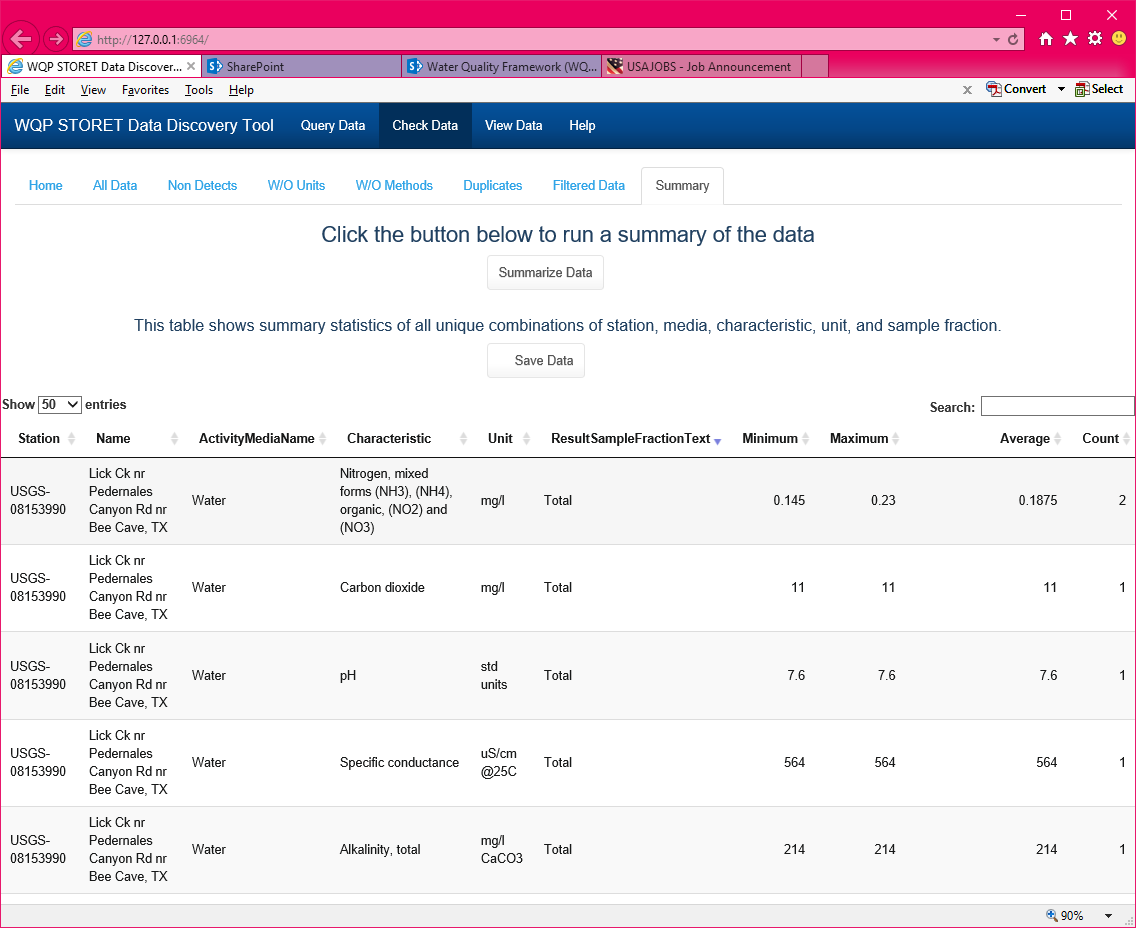 http://127.0.0.1:6964/
WQP STORET Data Discover... SharePoint Water Quality Framework (WQ... USAJOBS - Job Announcement
File Edit View Favorites Tools Help x Convert Select
WQP STORET Data Discovery Tool Query Data Check Data View Data Help
Home All Data Non Detects W/O Units W/O Methods Duplicates Filtered Data Summary
Click the button below to run a summary of the data
Summarize Data
This table shows summary statistics of all unique combinations of station, media, characteristic, unit, and sample fraction.
Save Data
Show 50 entries Search:
Station Name ActivityMediaName Characteristic Unit ResultSampleFractionText Minimum Maximum Average Count
USGS-
08153990
Lick Ck nr
Pedernales
Canyon Rd nr
Bee Cave, TX
Water
Nitrogen, mixed
forms (NH3), (NH4),
organic, (NO2) and
(NO3)
mg/l Total 0.145 0.23 0.1875 2
USGS-
08153990
Lick Ck nr
Pedernales
Canyon Rd nr
Bee Cave, TX
Water Carbon dioxide mg/l Total 11 11 11 1
USGS-
08153990
Lick Ck nr
Pedernales
Canyon Rd nr
Bee Cave, TX
Water pH
std
units
Total 7.6 7.6 7.6 1
USGS-
08153990
Lick Ck nr
Pedernales
Canyon Rd nr
Bee Cave, TX
Water Specific conductance
uS/cm
@25C
Total 564 564 564 1
USGS-
08153990
Lick Ck nr
Pedernales
Canyon Rd nr
Bee Cave, TX
Water Alkalinity, total
mg/l
CaCO3
Total 214 214 214 1
90%